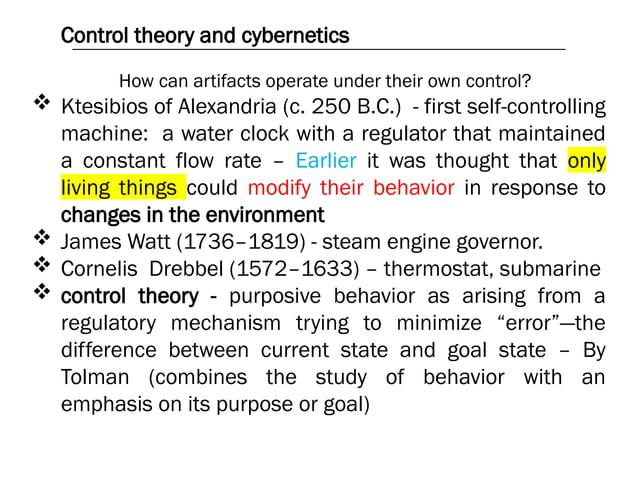 Control theory and cybernetics
How can artifacts operate under their own control?
❖ Ktesibios of Alexandria (c. 250 B.C.) - first self-controlling
machine: a water clock with a regulator that maintained
a constant flow rate – Earlier it was thought that only
living things could modify their behavior in response to
changes in the environment
❖ James Watt (1736–1819) - steam engine governor.
❖ Cornelis Drebbel (1572–1633) – thermostat, submarine
❖ control theory - purposive behavior as arising from a
regulatory mechanism trying to minimize “error”—the
difference between current state and goal state – By
Tolman (combines the study of behavior with an
emphasis on its purpose or goal)